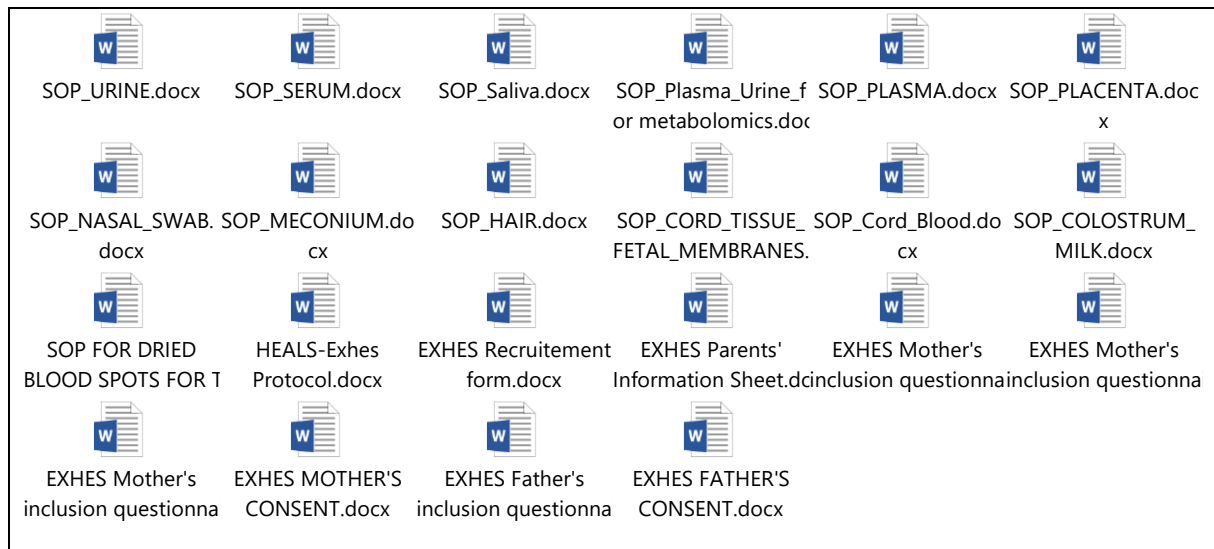 SOP_URINE.docx SOP_SERUM.docx SOP_Saliva.docx SOP_Plasma_Urine_f SOP_PLASMA.docx SOP_PLACENTA.doc
or metabolomics.doc x
SOP_NASAL_SWAB. SOP_MECONIUM.do SOP_HAIR.docx SOP_CORD_TISSUE_ SOP_Cord_Blood.do SOP_COLOSTRUM_
docx cx FETAL_MEMBRANES. cx MILK.docx
SOP FOR DRIED HEALS-Exhes EXHES Recruitement EXHES Parents' EXHES Mother's EXHES Mother's
BLOOD SPOTS FOR T Protocol.docx form.docx Information Sheet.dc inclusion questionna inclusion questionna
EXHES Mother's EXHES MOTHER'S EXHES Father's EXHES FATHER'S
inclusion questionna CONSENT.docx inclusion questionna CONSENT.docx